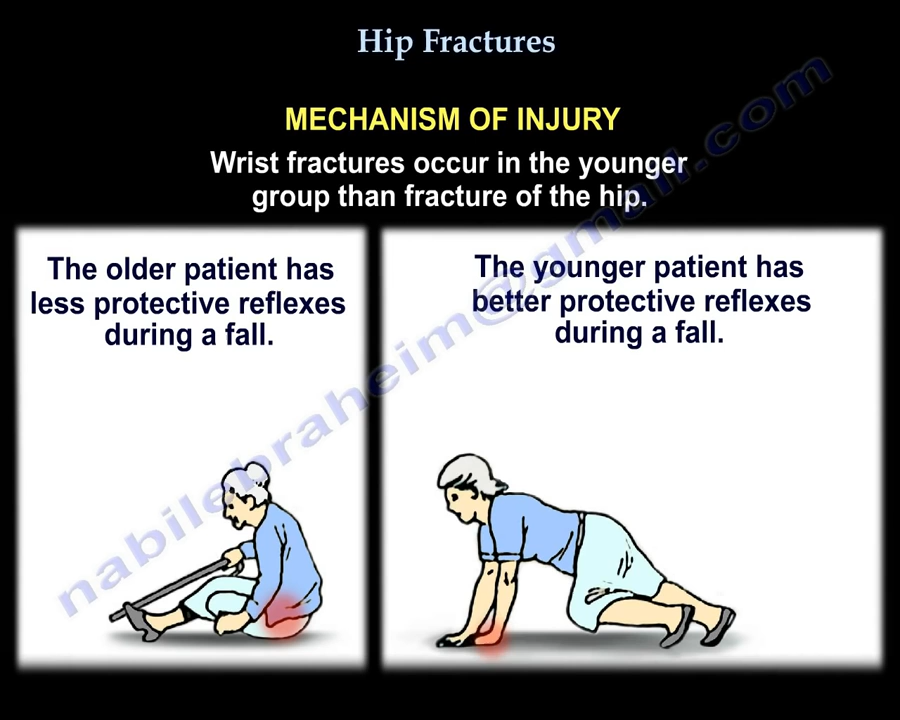 Hip Fractures
MECHANISM OF INJURY
Wrist fractures occur in the younger
group than fracture of the hip.
The older patient has
less protective reflexes
during a fall.
The younger patient has
better protective reflexes
during a fall.
nabilebraheim@gmail.com